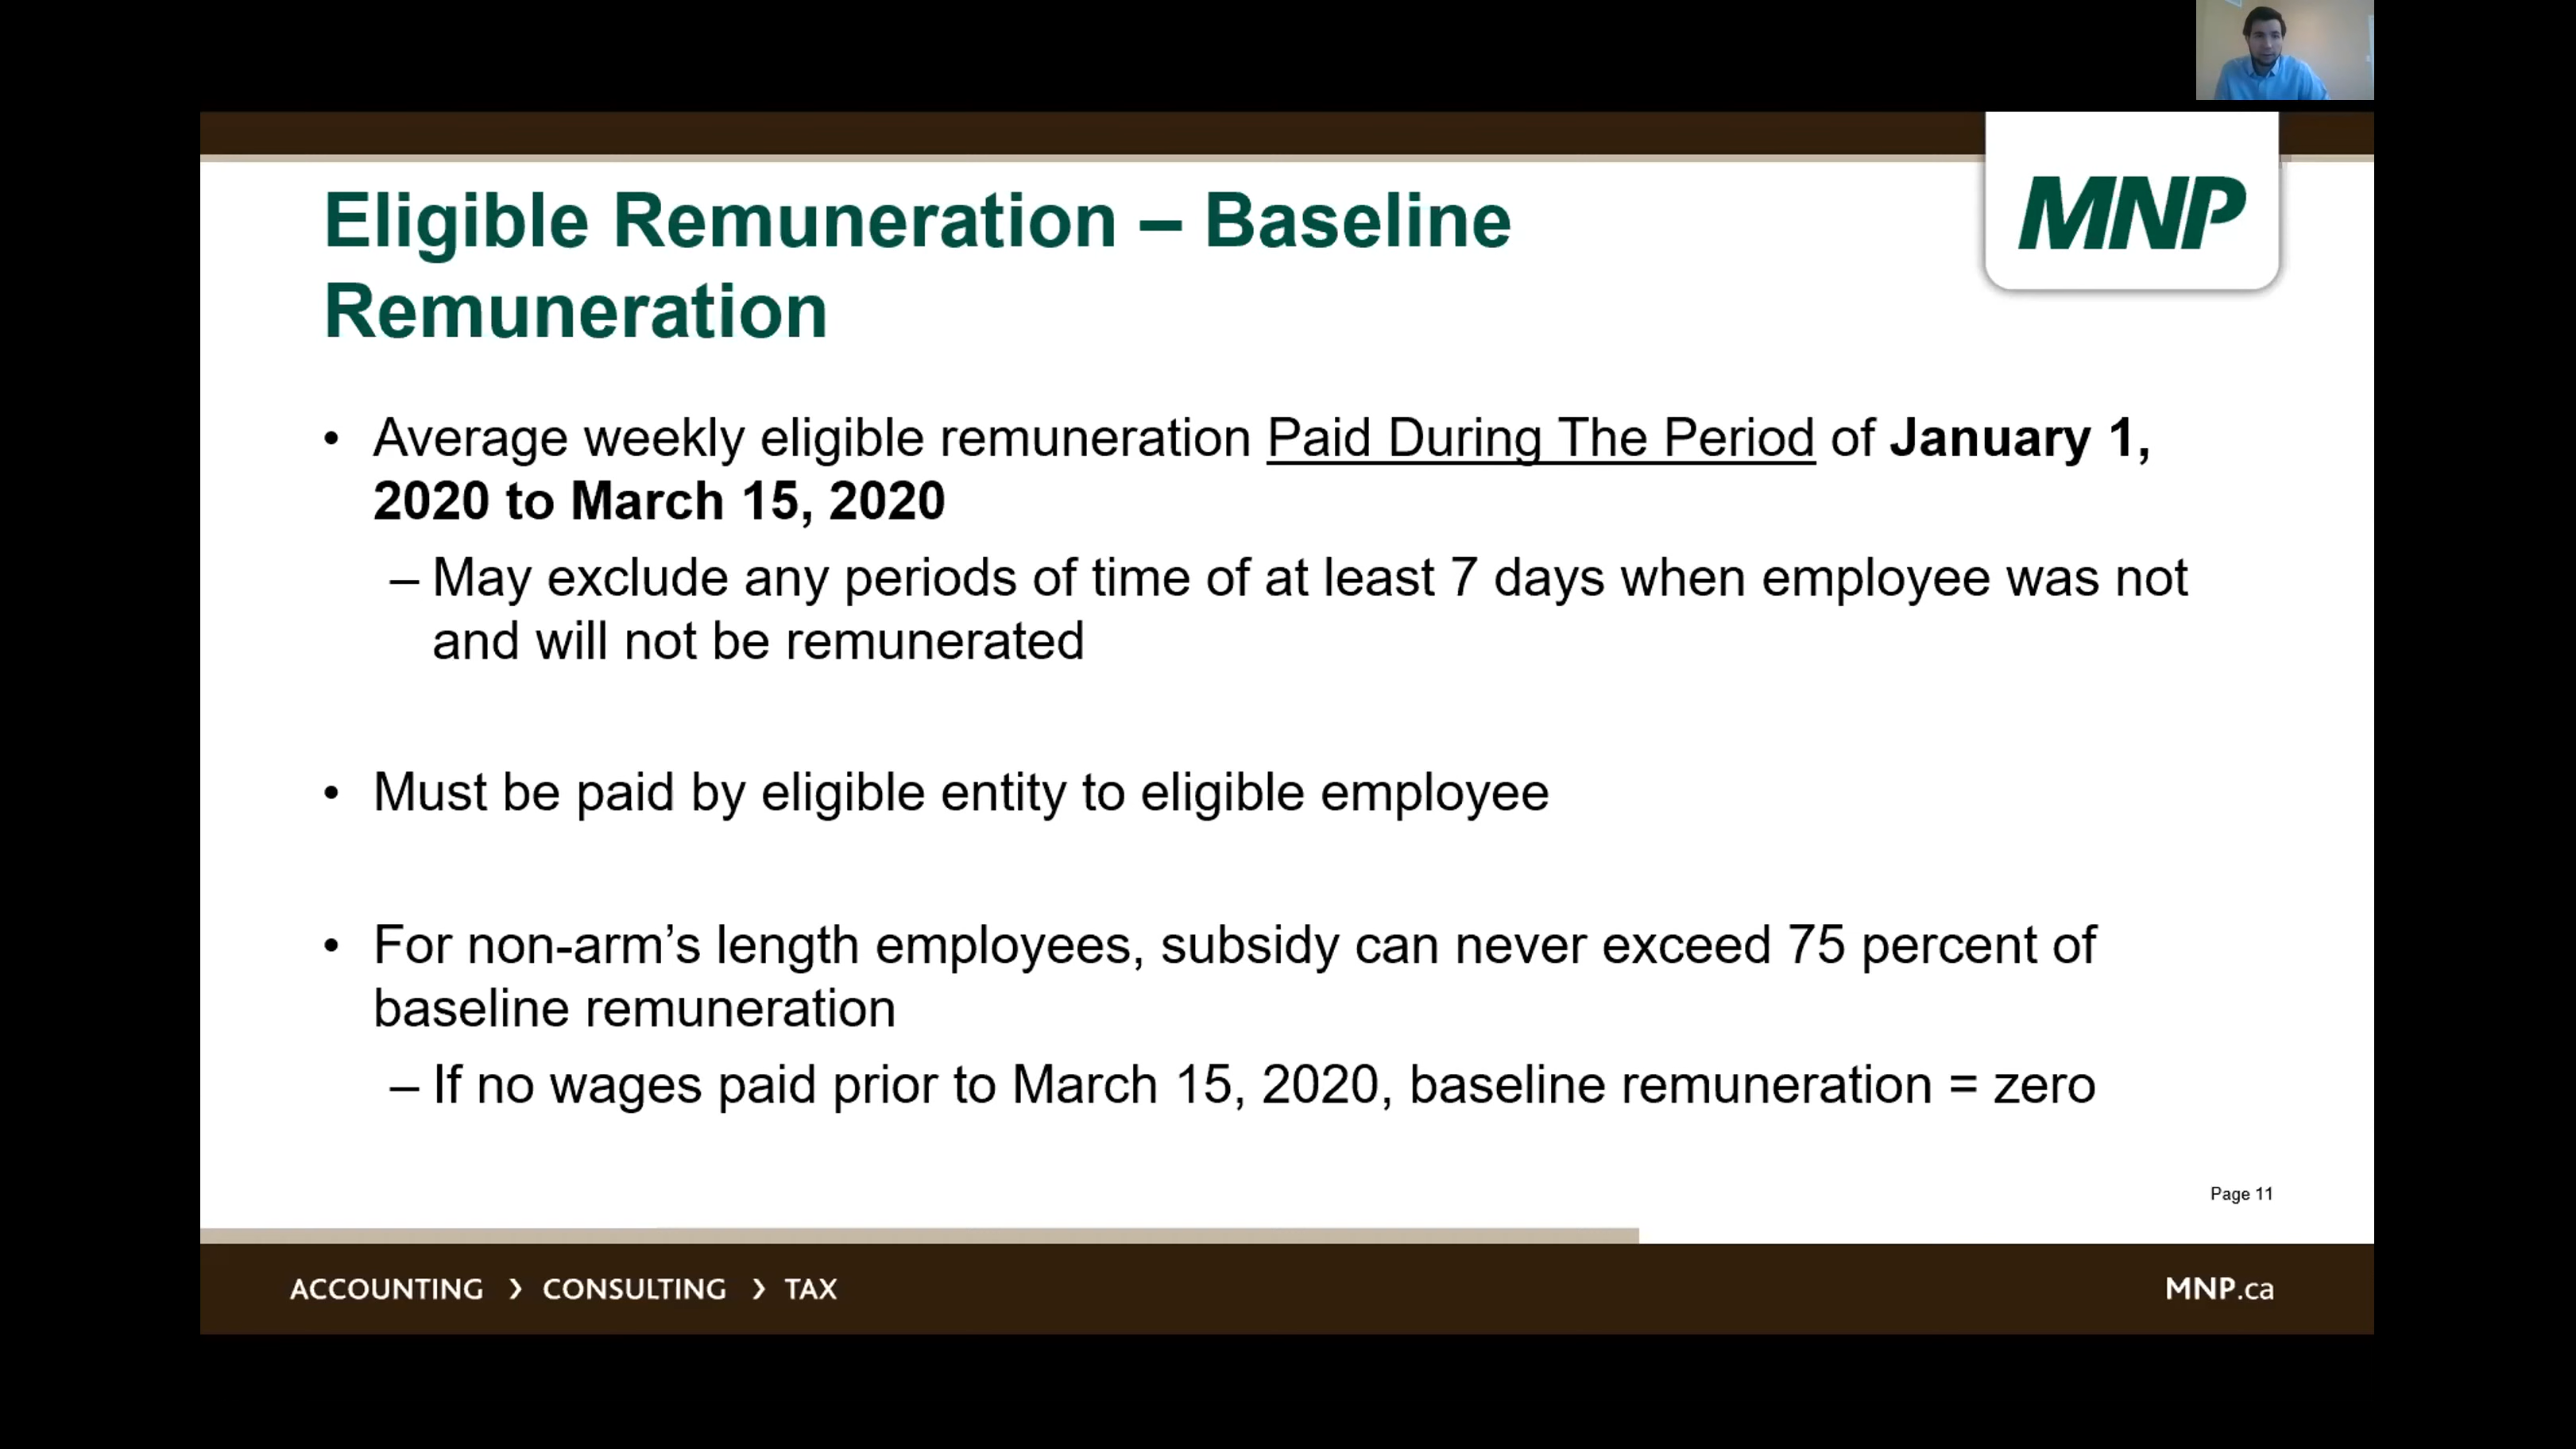 MNP
Eligible Remuneration – Baseline
Remuneration
• Average weekly eligible remuneration Paid During The Period of January 1,
2020 to March 15, 2020
– May exclude any periods of time of at least 7 days when employee was not
and will not be remunerated
• Must be paid by eligible entity to eligible employee
• For non-arm’s length employees, subsidy can never exceed 75 percent of
baseline remuneration
– If no wages paid prior to March 15, 2020, baseline remuneration = zero
Page 11
ACCOUNTING › CONSULTING › TAX
MNP.ca